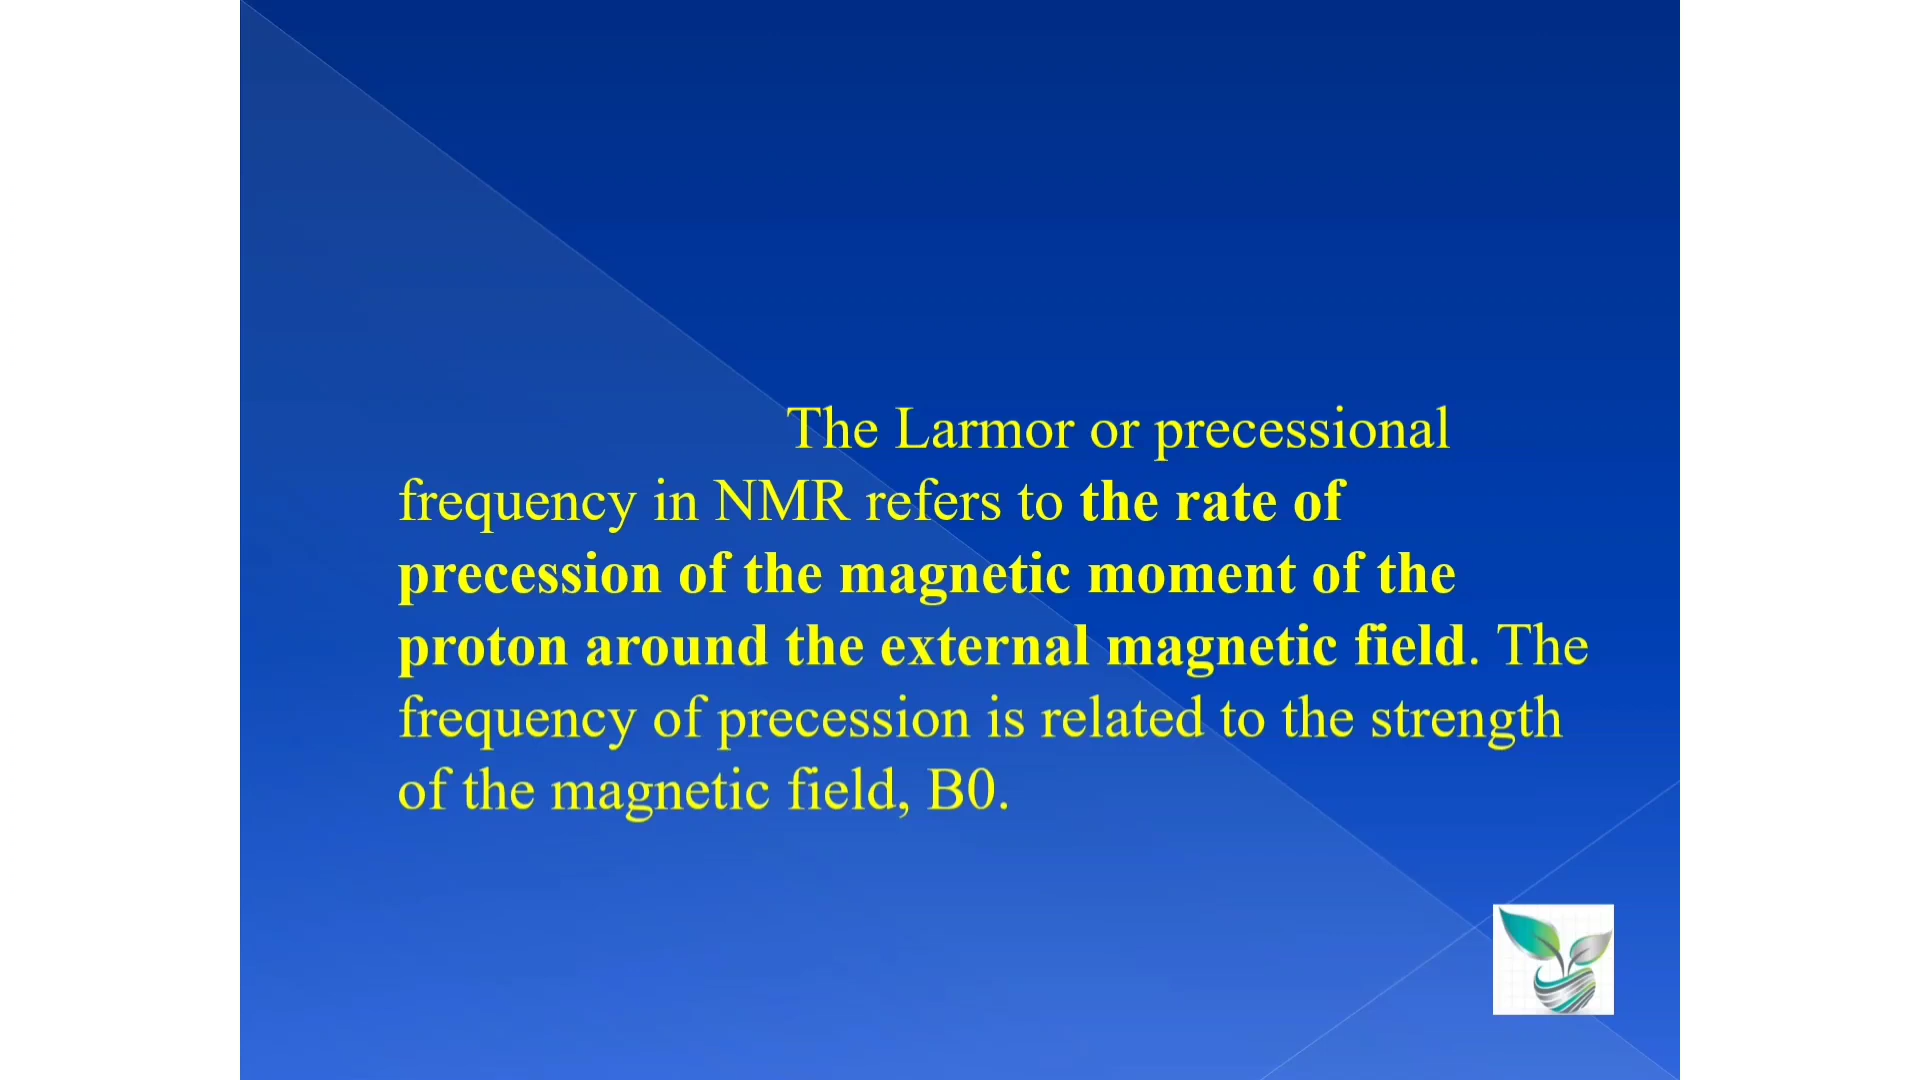 The Larmor or precessional
frequency in NMR refers to the rate of
precession of the magnetic moment of the
proton around the external magnetic field. The
frequency of precession is related to the strength
of the magnetic field, B0.